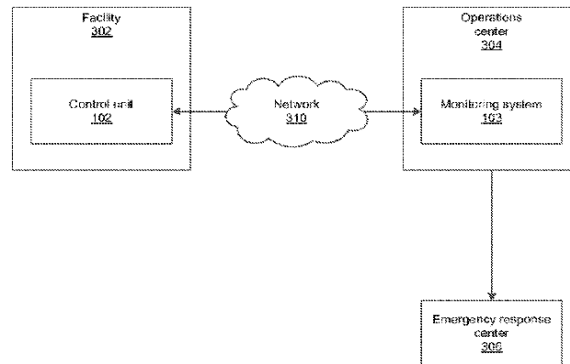 Facility
302
Control unit
102
Network
310
Operations
center
304
Monitoring system
103
Emergency response
center
306